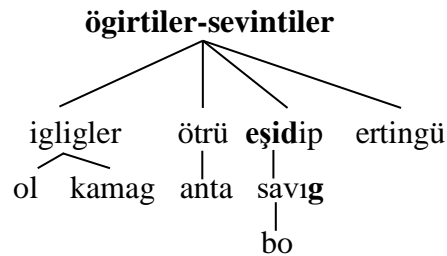 ögirtiler-sevintiler
igligler ötrü eşidip ertingü
ol kamag anta savıg
bo